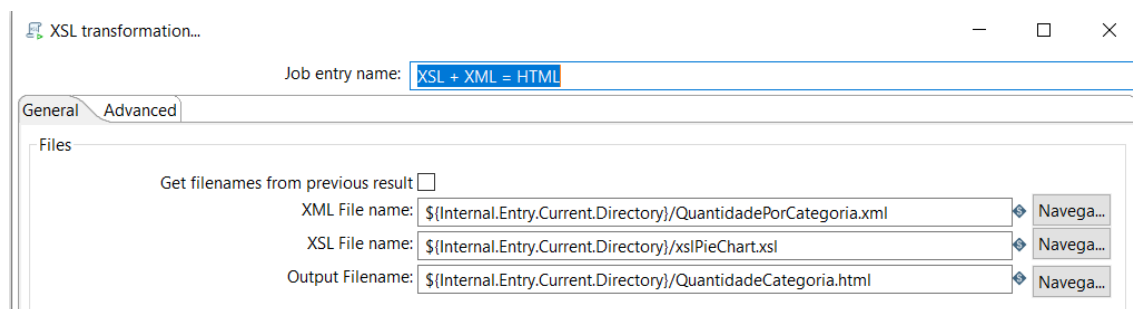 XSL transformation...
Job entry name: XSL + XML = HTML
General Advanced
Files
Get filenames from previous result
XML File name: ${Internal.Entry.Current.Directory}/QuantidadePorCategoria.xml Navega...
XSL File name: ${Internal.Entry.Current.Directory}/xslPieChart.xsl Navega...
Output Filename: ${Internal.Entry.Current.Directory}/QuantidadeCategoria.html Navega...